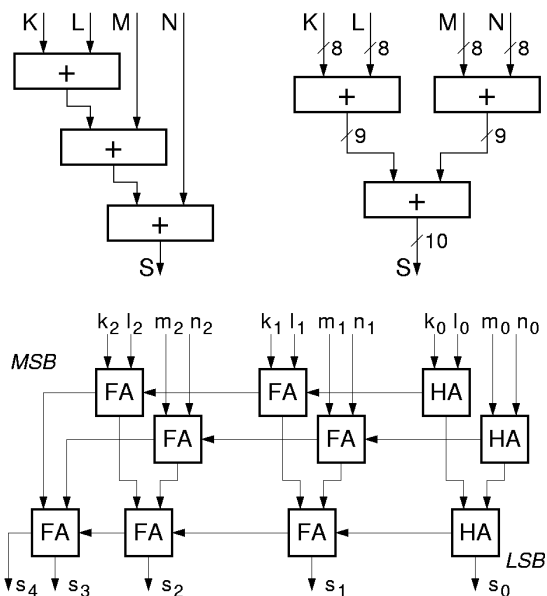 K L M N
K L M N
8 8 8 8
+
+
+ +
9 9
+
+
10
S
S
k2 l2 m2 n2 k1 l1 m1 n1 k0 l0 m0 n0
MSB
FA FA HA
FA FA HA
FA FA FA HA
LSB
s4 s3 s2 s1 s0